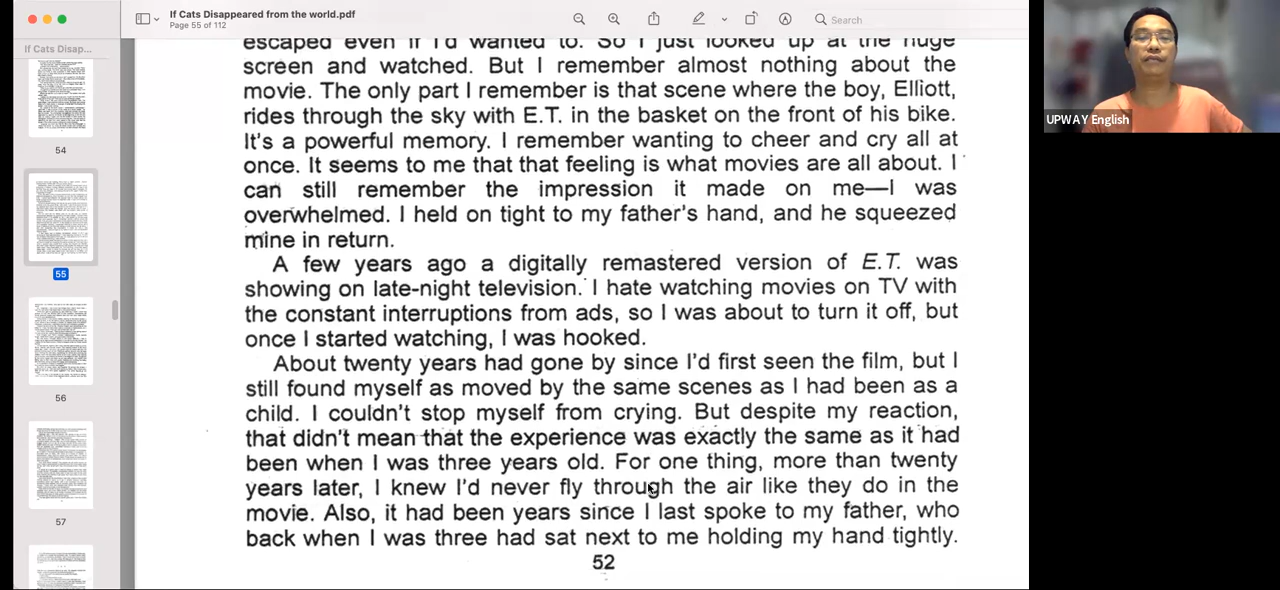 If Cats Disappeared from the world.pdf
Page 55 of 112
Search
If Cats Disap...
54
55
56
57
escaped even if I'd wanted to. So I just looked up at the huge
screen and watched. But I remember almost nothing about the
movie. The only part I remember is that scene where the boy, Elliott,
rides through the sky with E.T. in the basket on the front of his bike.
It's a powerful memory. I remember wanting to cheer and cry all at
once. It seems to me that that feeling is what movies are all about. I
can still remember the impression it made on me—I was
overwhelmed. I held on tight to my father's hand, and he squeezed
mine in return.
A few years ago a digitally remastered version of E.T. was
showing on late-night television. I hate watching movies on TV with
the constant interruptions from ads, so I was about to turn it off, but
once I started watching, I was hooked.
About twenty years had gone by since I'd first seen the film, but I
still found myself as moved by the same scenes as I had been as a
child. I couldn't stop myself from crying. But despite my reaction,
that didn't mean that the experience was exactly the same as it had
been when I was three years old. For one thing, more than twenty
years later, I knew I'd never fly through the air like they do in the
movie. Also, it had been years since I last spoke to my father, who
back when I was three had sat next to me holding my hand tightly.
52
UPWAY English